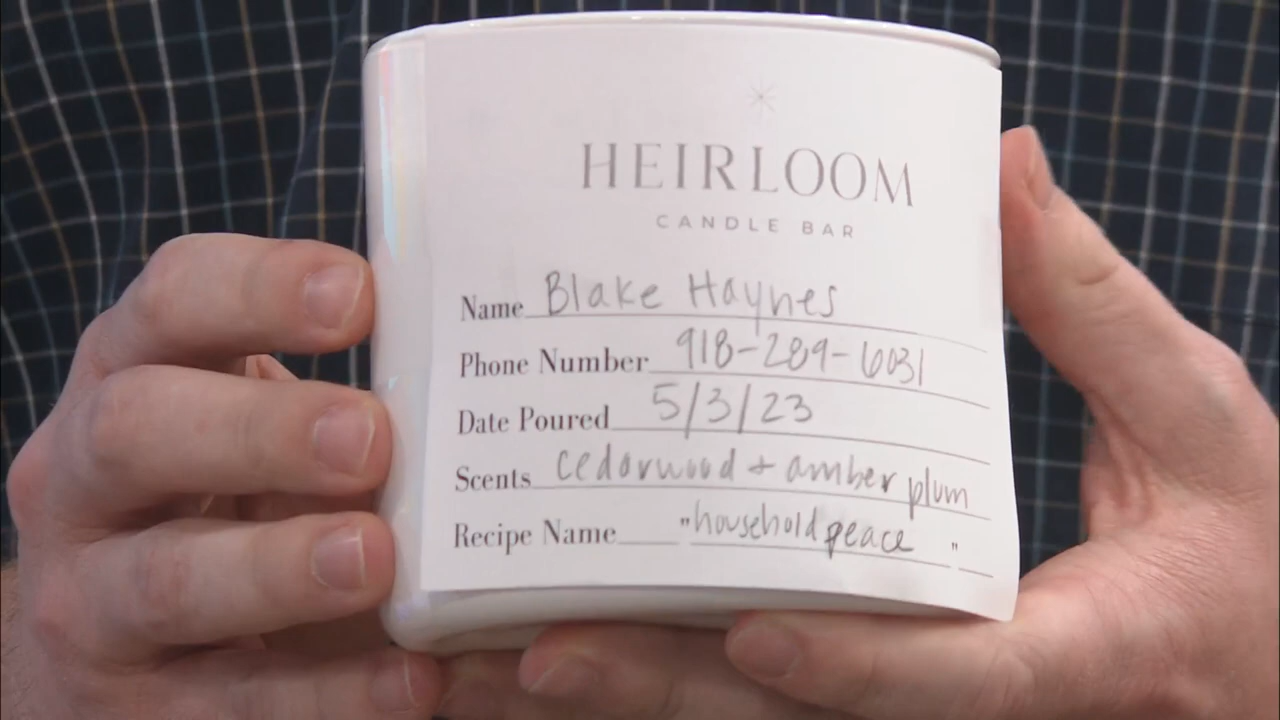 HEIRLOOM
CANDLE BAR
Name Blake Haynes
Phone Number 918-289-6031
Date Poured 5/3/23
Scents Cedarwood + amber plum
Recipe Name "household peace"